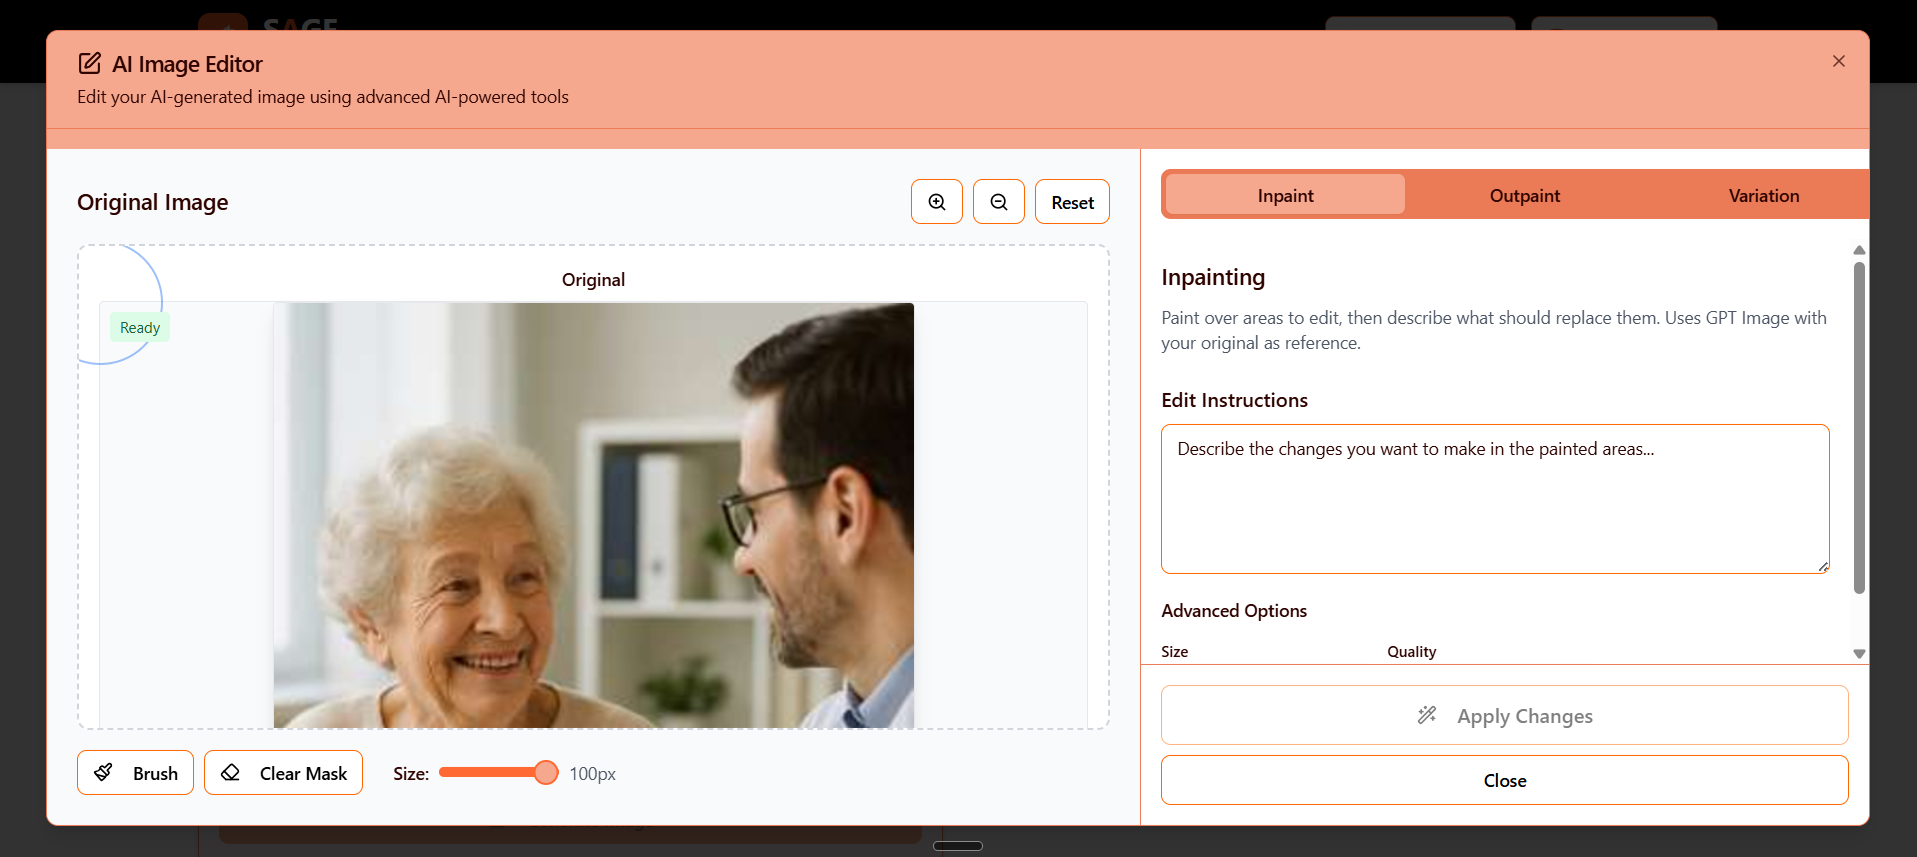 SAGE
AI Image Editor
Edit your AI-generated image using advanced AI-powered tools
Original Image
Reset
Original
Ready
Brush
Clear Mask
Size:
100px
Inpaint
Outpaint
Variation
Inpainting
Paint over areas to edit, then describe what should replace them. Uses GPT Image with
your original as reference.
Edit Instructions
Describe the changes you want to make in the painted areas...
Advanced Options
Size
Quality
Apply Changes
Close